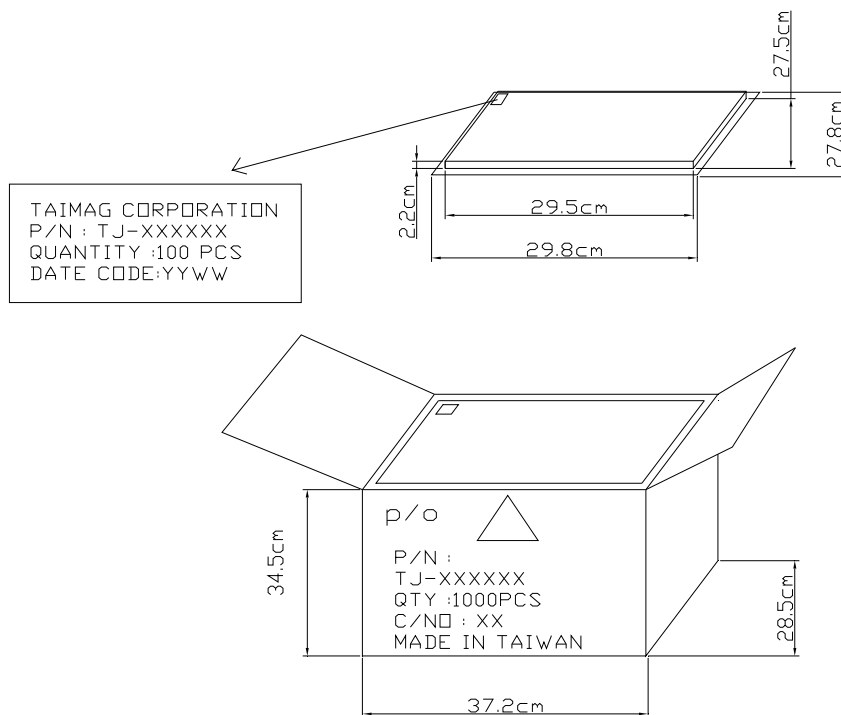 27.5cm
27.8cm
2.2cm
29.5cm
29.8cm
TAIMAG CORPORATION
P/N : TJ-XXXXXX
QUANTITY :100 PCS
DATE CODE:YYWW
34.5cm
p/o
P/N :
TJ-XXXXXX
QTY :1000PCS
C/NO : XX
MADE IN TAIWAN
28.5cm
37.2cm